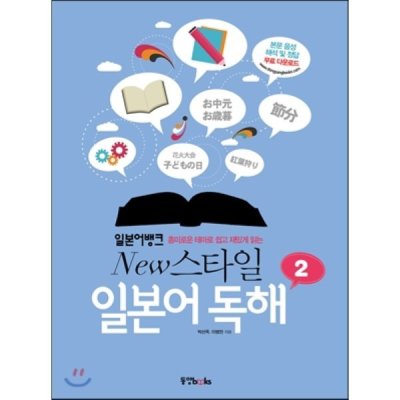 본문 음성
해석 및 정답
무료 다운로드
www.dongyangbooks.com
お中元
お歳暮
節分
花火大会
子どもの日
紅葉狩り
일본어뱅크 흥미로운 테마로 쉽고 재밌게 읽는
New스타일
일본어 독해 2
동양books